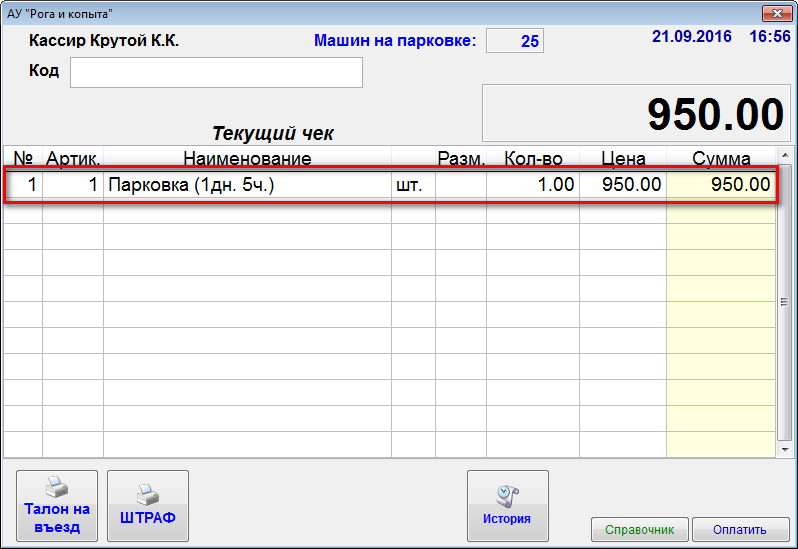 АУ "Рога и копыта"
Кассир Крутой К.К. Машин на парковке: 25 21.09.2016 16:56
Код
950.00
Текущий чек
№ Артик. Наименование Разм. Кол-во Цена Сумма
1 1 Парковка (1дн. 5ч.) шт. 1.00 950.00 950.00
Талон на
въезд
ШТРАФ
История
Справочник
Оплатить